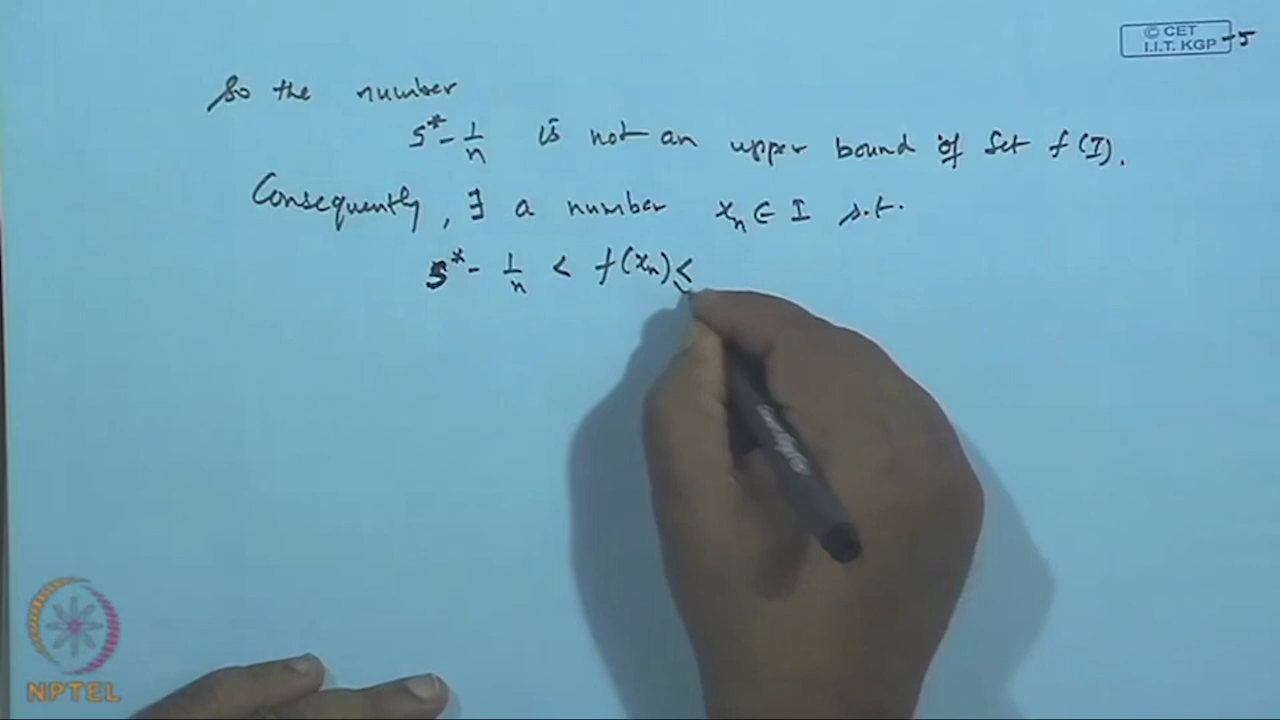 © CET
I.I.T. KGP -5
So the number
S* - 1/n is not an upper bound of set f(I).
Consequently, ∃ a number xₙ ∈ I s.t.
S* - 1/n < f(xₙ) ≤
NPTEL